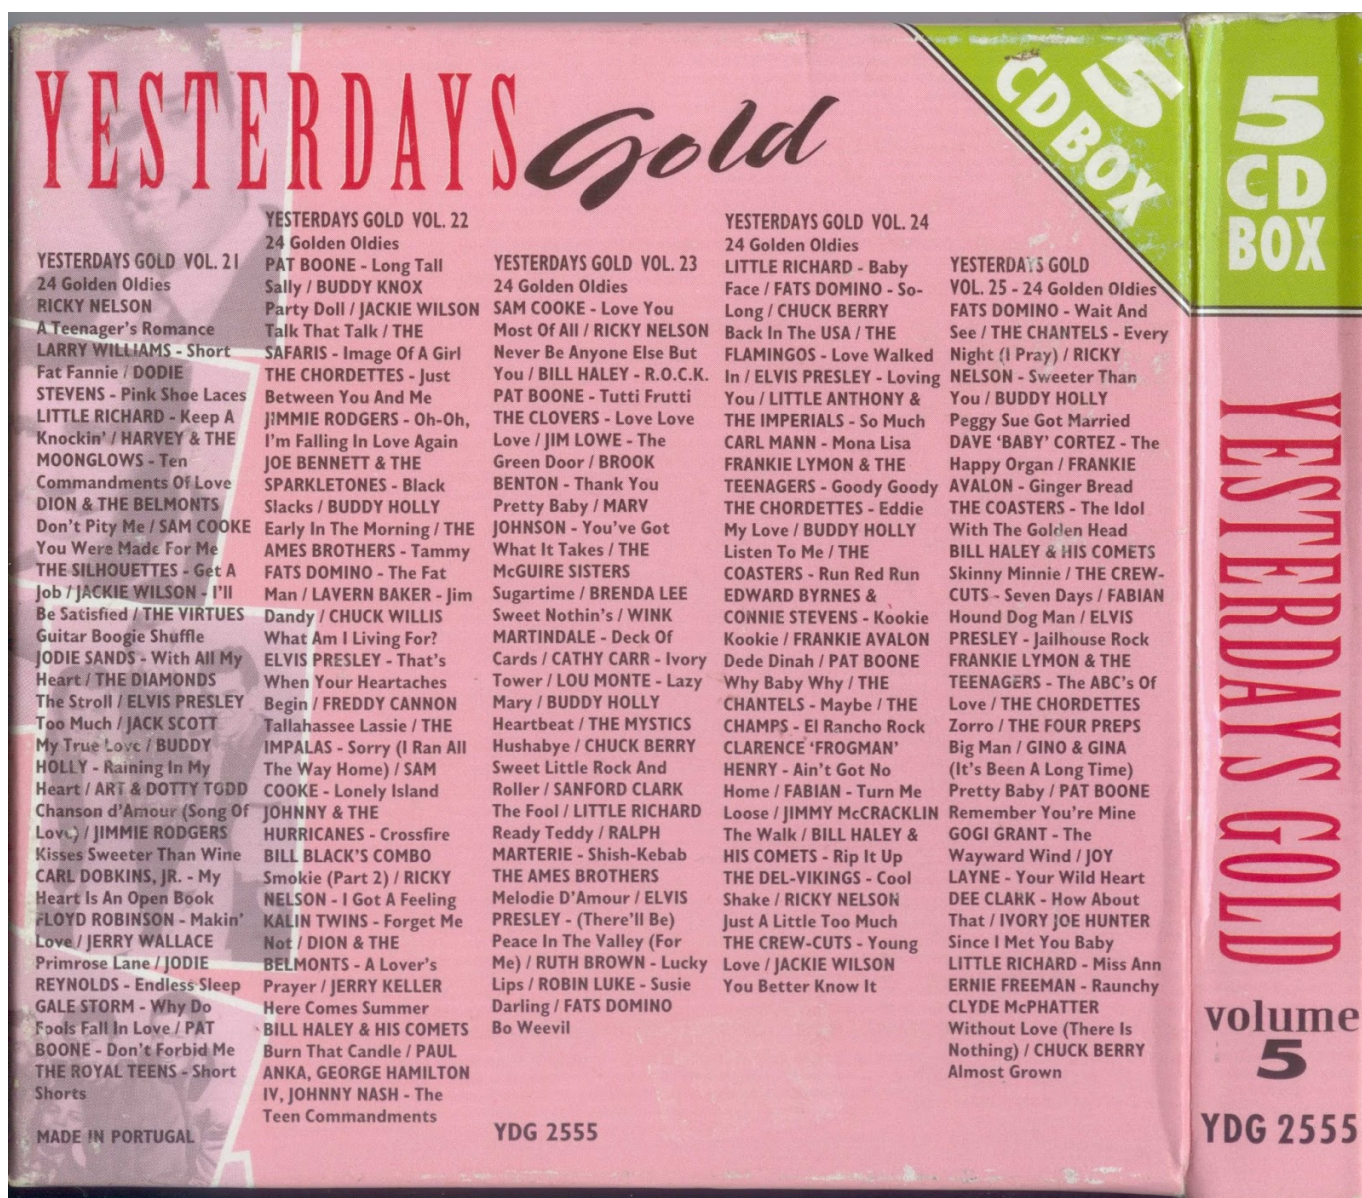 YESTERDAYS Gold
5
CD BOX
YESTERDAYS GOLD VOL. 21
24 Golden Oldies
RICKY NELSON
A Teenager's Romance
LARRY WILLIAMS - Short
Fat Fannie / DODIE
STEVENS - Pink Shoe Laces
LITTLE RICHARD - Keep A
Knockin' / HARVEY & THE
MOONGLOWS - Ten
Commandments Of Love
DION & THE BELMONTS
Don't Pity Me / SAM COOKE
You Were Made For Me
THE SILHOUETTES - Get A
Job / JACKIE WILSON - I'll
Be Satisfied / THE VIRTUES
Guitar Boogie Shuffle
JODIE SANDS - With All My
Heart / THE DIAMONDS
The Stroll / ELVIS PRESLEY
Too Much / JACK SCOTT
My True Love / BUDDY
HOLLY - Raining In My
Heart / ART & DOTTY TODD
Chanson d'Amour (Song Of
Love) / JIMMIE RODGERS
Kisses Sweeter Than Wine
CARL DOBKINS, JR. - My
Heart Is An Open Book
FLOYD ROBINSON - Makin'
Love / JERRY WALLACE
Primrose Lane / JODIE
REYNOLDS - Endless Sleep
GALE STORM - Why Do
Fools Fall In Love / PAT
BOONE - Don't Forbid Me
THE ROYAL TEENS - Short
Shorts
MADE IN PORTUGAL
YESTERDAYS GOLD VOL. 22
24 Golden Oldies
PAT BOONE - Long Tall
Sally / BUDDY KNOX
Party Doll / JACKIE WILSON
Talk That Talk / THE
SAFARIS - Image Of A Girl
THE CHORDETTES - Just
Between You And Me
JIMMIE RODGERS - Oh-Oh,
I'm Falling In Love Again
JOE BENNETT & THE
SPARKLETONES - Black
Slacks / BUDDY HOLLY
Early In The Morning / THE
AMES BROTHERS - Tammy
FATS DOMINO - The Fat
Man / LAVERN BAKER - Jim
Dandy / CHUCK WILLIS
What Am I Living For?
ELVIS PRESLEY - That's
When Your Heartaches
Begin / FREDDY CANNON
Tallahassee Lassie / THE
IMPALAS - Sorry (I Ran All
The Way Home) / SAM
COOKE - Lonely Island
JOHNNY & THE
HURRICANES - Crossfire
BILL BLACK'S COMBO
Smokie (Part 2) / RICKY
NELSON - I Got A Feeling
KALIN TWINS - Forget Me
Not / DION & THE
BELMONTS - A Lover's
Prayer / JERRY KELLER
Here Comes Summer
BILL HALEY & HIS COMETS
Burn That Candle / PAUL
ANKA, GEORGE HAMILTON
IV, JOHNNY NASH - The
Teen Commandments
YESTERDAYS GOLD VOL. 23
24 Golden Oldies
SAM COOKE - Love You
Most Of All / RICKY NELSON
Never Be Anyone Else But
You / BILL HALEY - R.O.C.K.
PAT BOONE - Tutti Frutti
THE CLOVERS - Love Love
Love / JIM LOWE - The
Green Door / BROOK
BENTON - Thank You
Pretty Baby / MARV
JOHNSON - You've Got
What It Takes / THE
McGUIRE SISTERS
Sugartime / BRENDA LEE
Sweet Nothin's / WINK
MARTINDALE - Deck Of
Cards / CATHY CARR - Ivory
Tower / LOU MONTE - Lazy
Mary / BUDDY HOLLY
Heartbeat / THE MYSTICS
Hushabye / CHUCK BERRY
Sweet Little Rock And
Roller / SANFORD CLARK
The Fool / LITTLE RICHARD
Ready Teddy / RALPH
MARTERIE - Shish-Kebab
THE AMES BROTHERS
Melodie D'Amour / ELVIS
PRESLEY - (There'll Be)
Peace In The Valley (For
Me) / RUTH BROWN - Lucky
Lips / ROBIN LUKE - Susie
Darling / FATS DOMINO
Bo Weevil
YDG 2555
YESTERDAYS GOLD VOL. 24
24 Golden Oldies
LITTLE RICHARD - Baby
Face / FATS DOMINO - So-
Long / CHUCK BERRY
Back In The USA / THE
FLAMINGOS - Love Walked
In / ELVIS PRESLEY - Loving
You / LITTLE ANTHONY &
THE IMPERIALS - So Much
CARL MANN - Mona Lisa
FRANKIE LYMON & THE
TEENAGERS - Goody Goody
THE CHORDETTES - Eddie
My Love / BUDDY HOLLY
Listen To Me / THE
COASTERS - Run Red Run
EDWARD BYRNES &
CONNIE STEVENS - Kookie
Kookie / FRANKIE AVALON
Dede Dinah / PAT BOONE
Why Baby Why / THE
CHANTELS - Maybe / THE
CHAMPS - El Rancho Rock
CLARENCE 'FROGMAN'
HENRY - Ain't Got No
Home / FABIAN - Turn Me
Loose / JIMMY McCRACKLIN
The Walk / BILL HALEY &
HIS COMETS - Rip It Up
THE DEL-VIKINGS - Cool
Shake / RICKY NELSON
Just A Little Too Much
THE CREW-CUTS - Young
Love / JACKIE WILSON
You Better Know It
YESTERDAYS GOLD
VOL. 25 - 24 Golden Oldies
FATS DOMINO - Wait And
See / THE CHANTELS - Every
Night (I Pray) / RICKY
NELSON - Sweeter Than
You / BUDDY HOLLY
Peggy Sue Got Married
DAVE 'BABY' CORTEZ - The
Happy Organ / FRANKIE
AVALON - Ginger Bread
THE COASTERS - The Idol
With The Golden Head
BILL HALEY & HIS COMETS
Skinny Minnie / THE CREW-
CUTS - Seven Days / FABIAN
Hound Dog Man / ELVIS
PRESLEY - Jailhouse Rock
FRANKIE LYMON & THE
TEENAGERS - The ABC's Of
Love / THE CHORDETTES
Zorro / THE FOUR PREPS
Big Man / GINO & GINA
(It's Been A Long Time)
Pretty Baby / PAT BOONE
Remember You're Mine
GOGI GRANT - The
Wayward Wind / JOY
LAYNE - Your Wild Heart
DEE CLARK - How About
That / IVORY JOE HUNTER
Since I Met You Baby
LITTLE RICHARD - Miss Ann
ERNIE FREEMAN - Raunchy
CLYDE McPHATTER
Without Love (There Is
Nothing) / CHUCK BERRY
Almost Grown
5
CD
BOX
YESTERDAYS GOLD
volume
5
YDG 2555